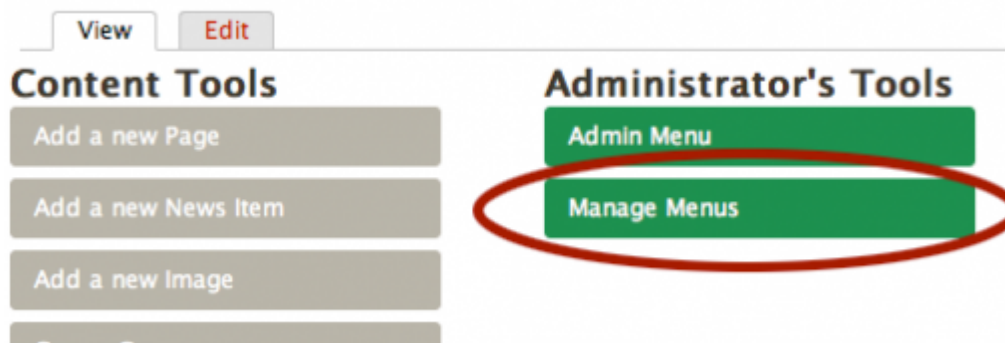 View Edit
Content Tools
Add a new Page
Add a new News Item
Add a new Image
Administrator's Tools
Admin Menu
Manage Menus